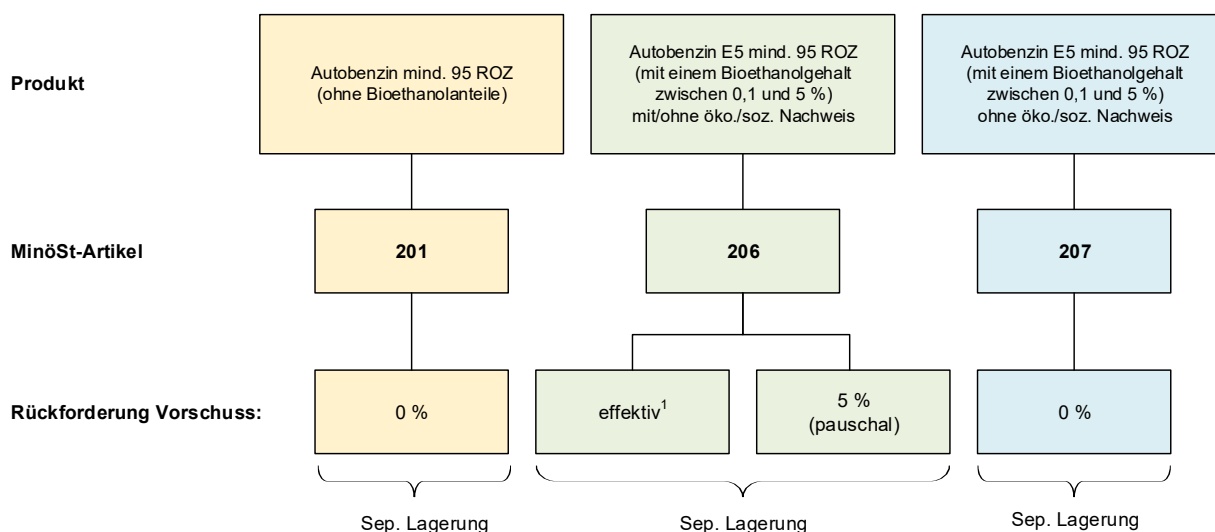 Produkt
Autobenzin mind. 95 ROZ
(ohne Bioethanolanteile)
Autobenzin E5 mind. 95 ROZ
(mit einem Bioethanolgehalt
zwischen 0,1 und 5 %)
mit/ohne öko./soz. Nachweis
Autobenzin E5 mind. 95 ROZ
(mit einem Bioethanolgehalt
zwischen 0,1 und 5 %)
ohne öko./soz. Nachweis
MinöSt-Artikel
201
206
207
Rückforderung Vorschuss:
0 %
effektiv¹
5 %
(pauschal)
0 %
Sep. Lagerung
Sep. Lagerung
Sep. Lagerung